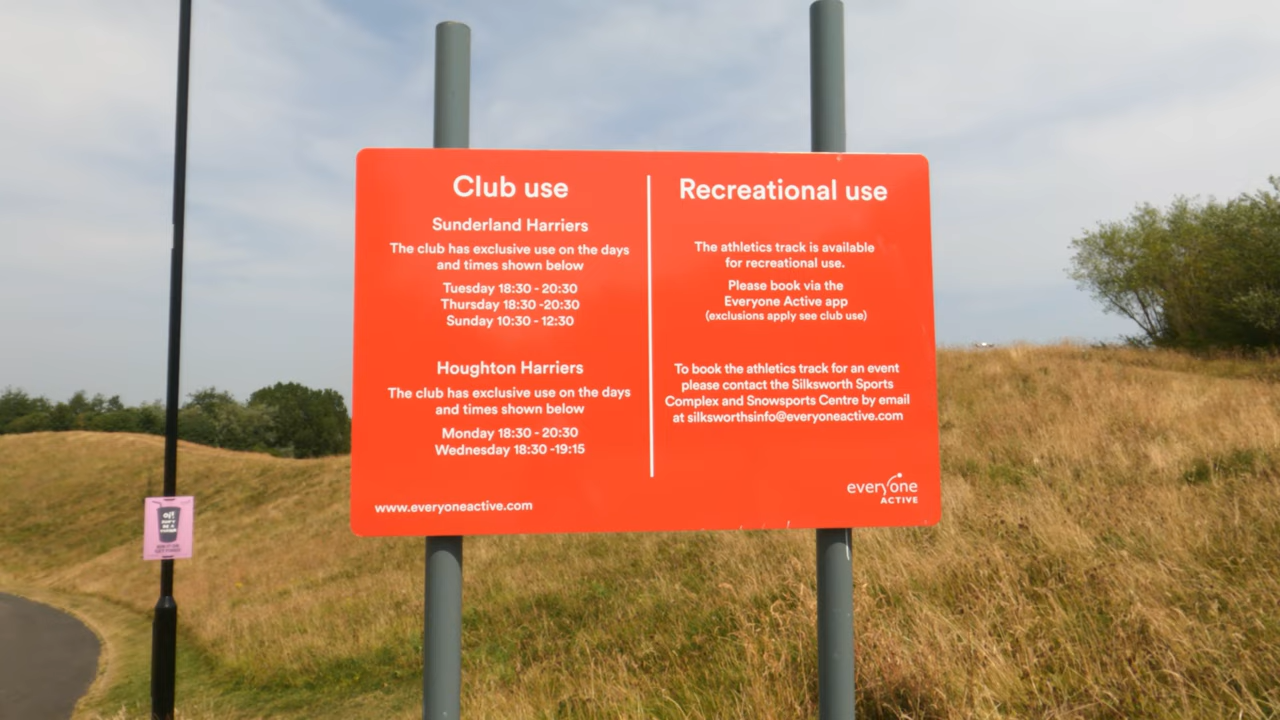 Club use
Sunderland Harriers
The club has exclusive use on the days
and times shown below
Tuesday 18:30 - 20:30
Thursday 18:30 -20:30
Sunday 10:30 - 12:30
Houghton Harriers
The club has exclusive use on the days
and times shown below
Monday 18:30 - 20:30
Wednesday 18:30 -19:15
www.everyoneactive.com
Recreational use
The athletics track is available
for recreational use.
Please book via the
Everyone Active app
(exclusions apply see club use)
To book the athletics track for an event
please contact the Silksworth Sports
Complex and Snowsports Centre by email
at silksworthsinfo@everyoneactive.com
everyone
ACTIVE